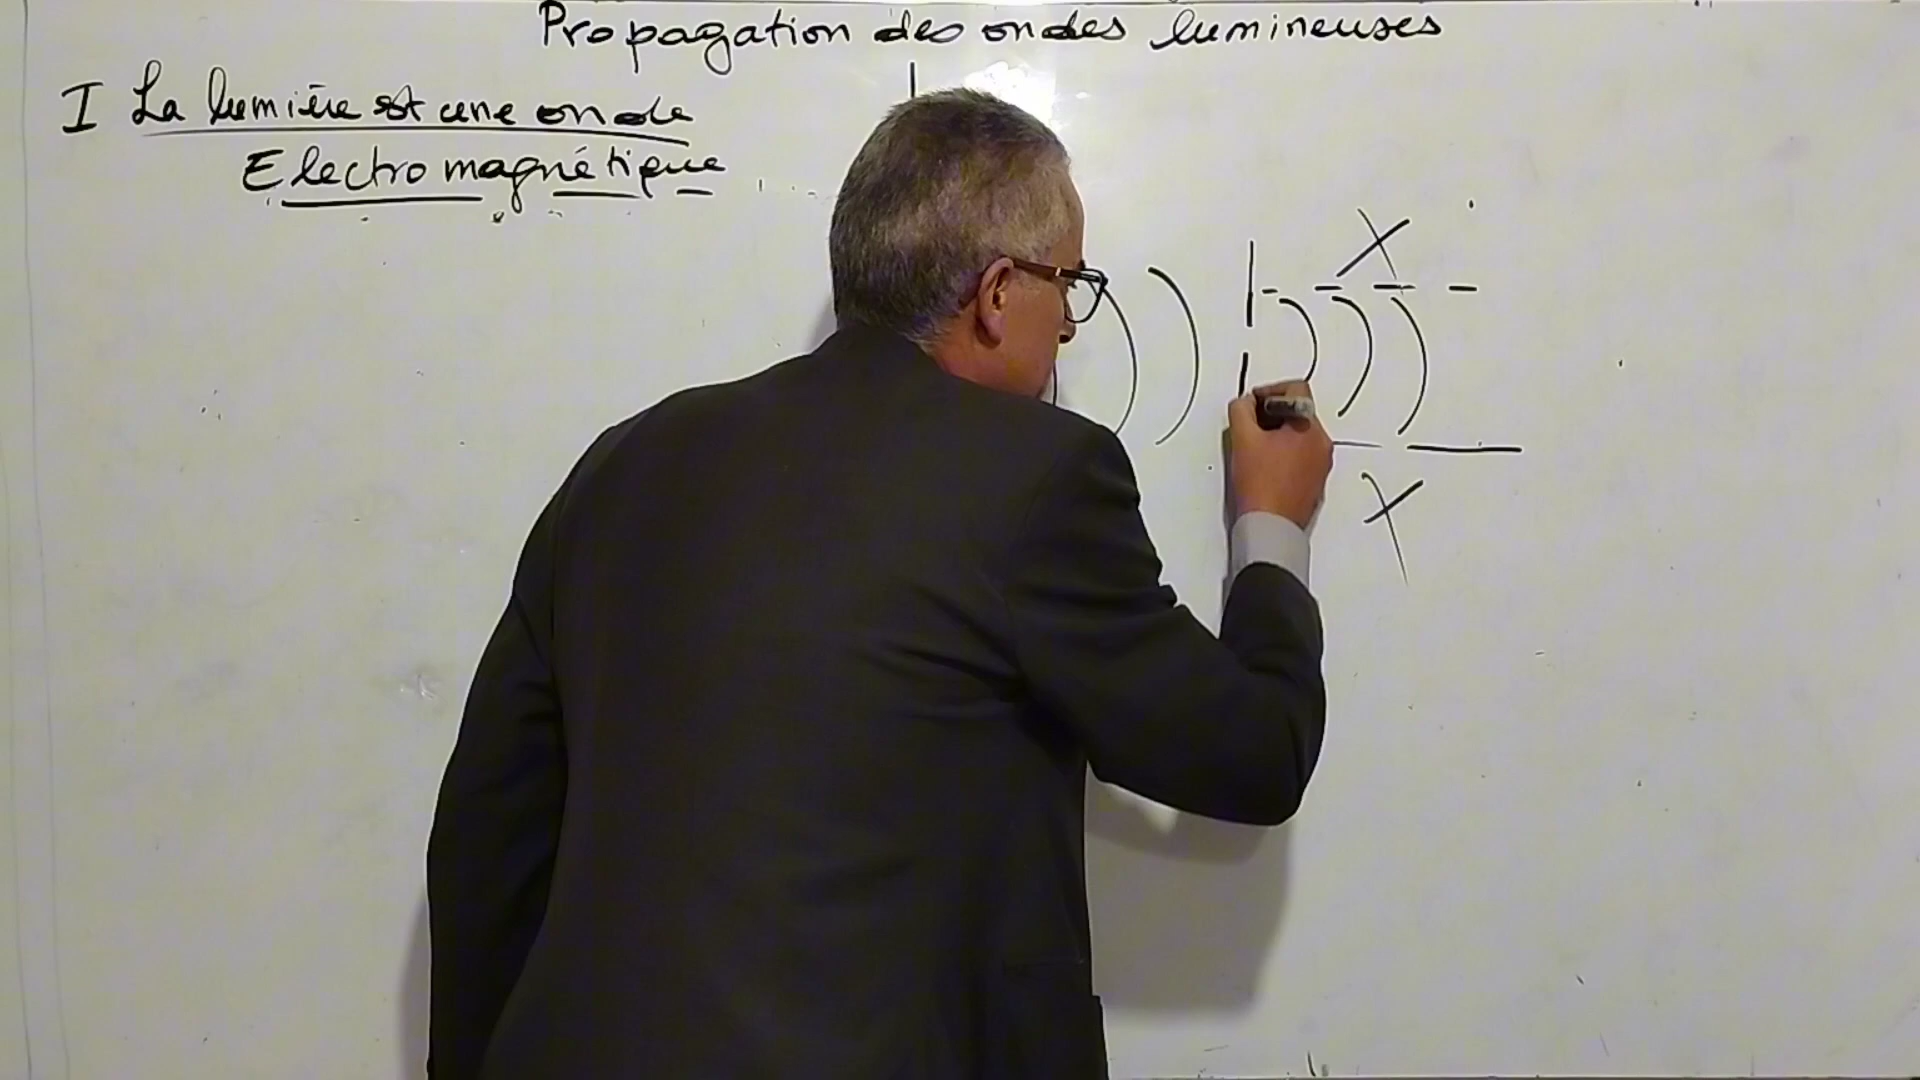 Propagation des ondes lumineuses
I La lumière est une onde
Electromagnétique
X
X